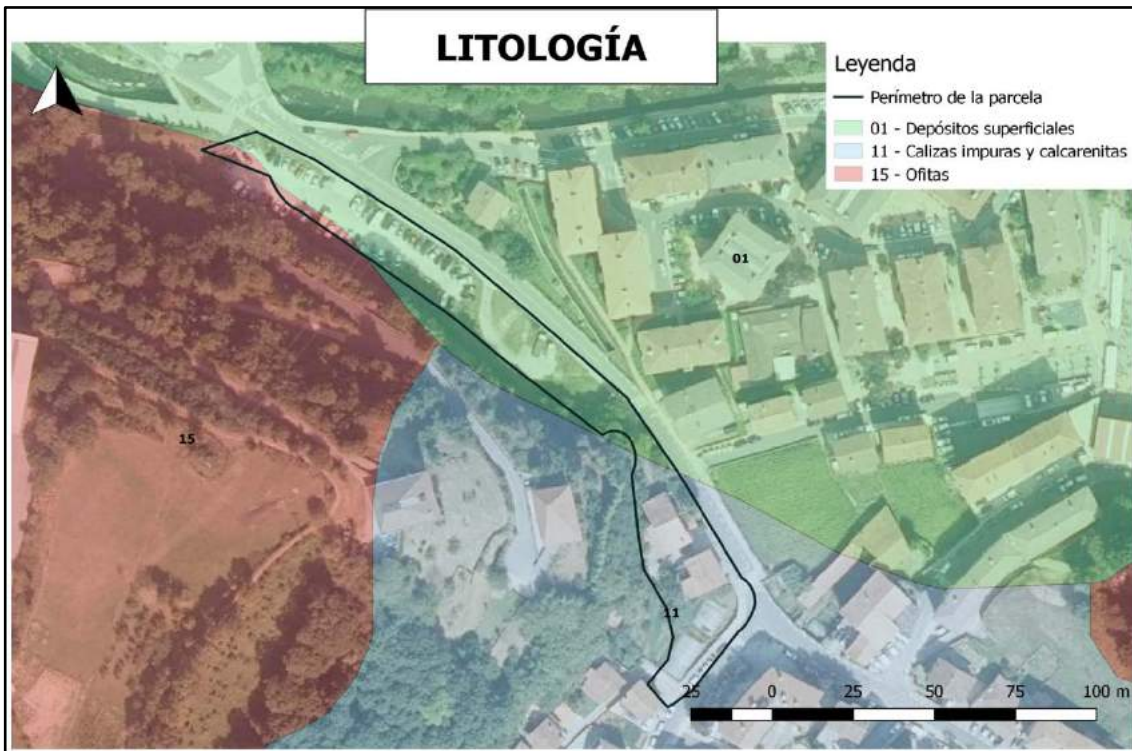 LITOLOGÍA
Leyenda
Perímetro de la parcela
01 - Depósitos superficiales
11 - Calizas impuras y calcarenitas
15 - Ofitas
01
15
11
25 0 25 50 75 100 m